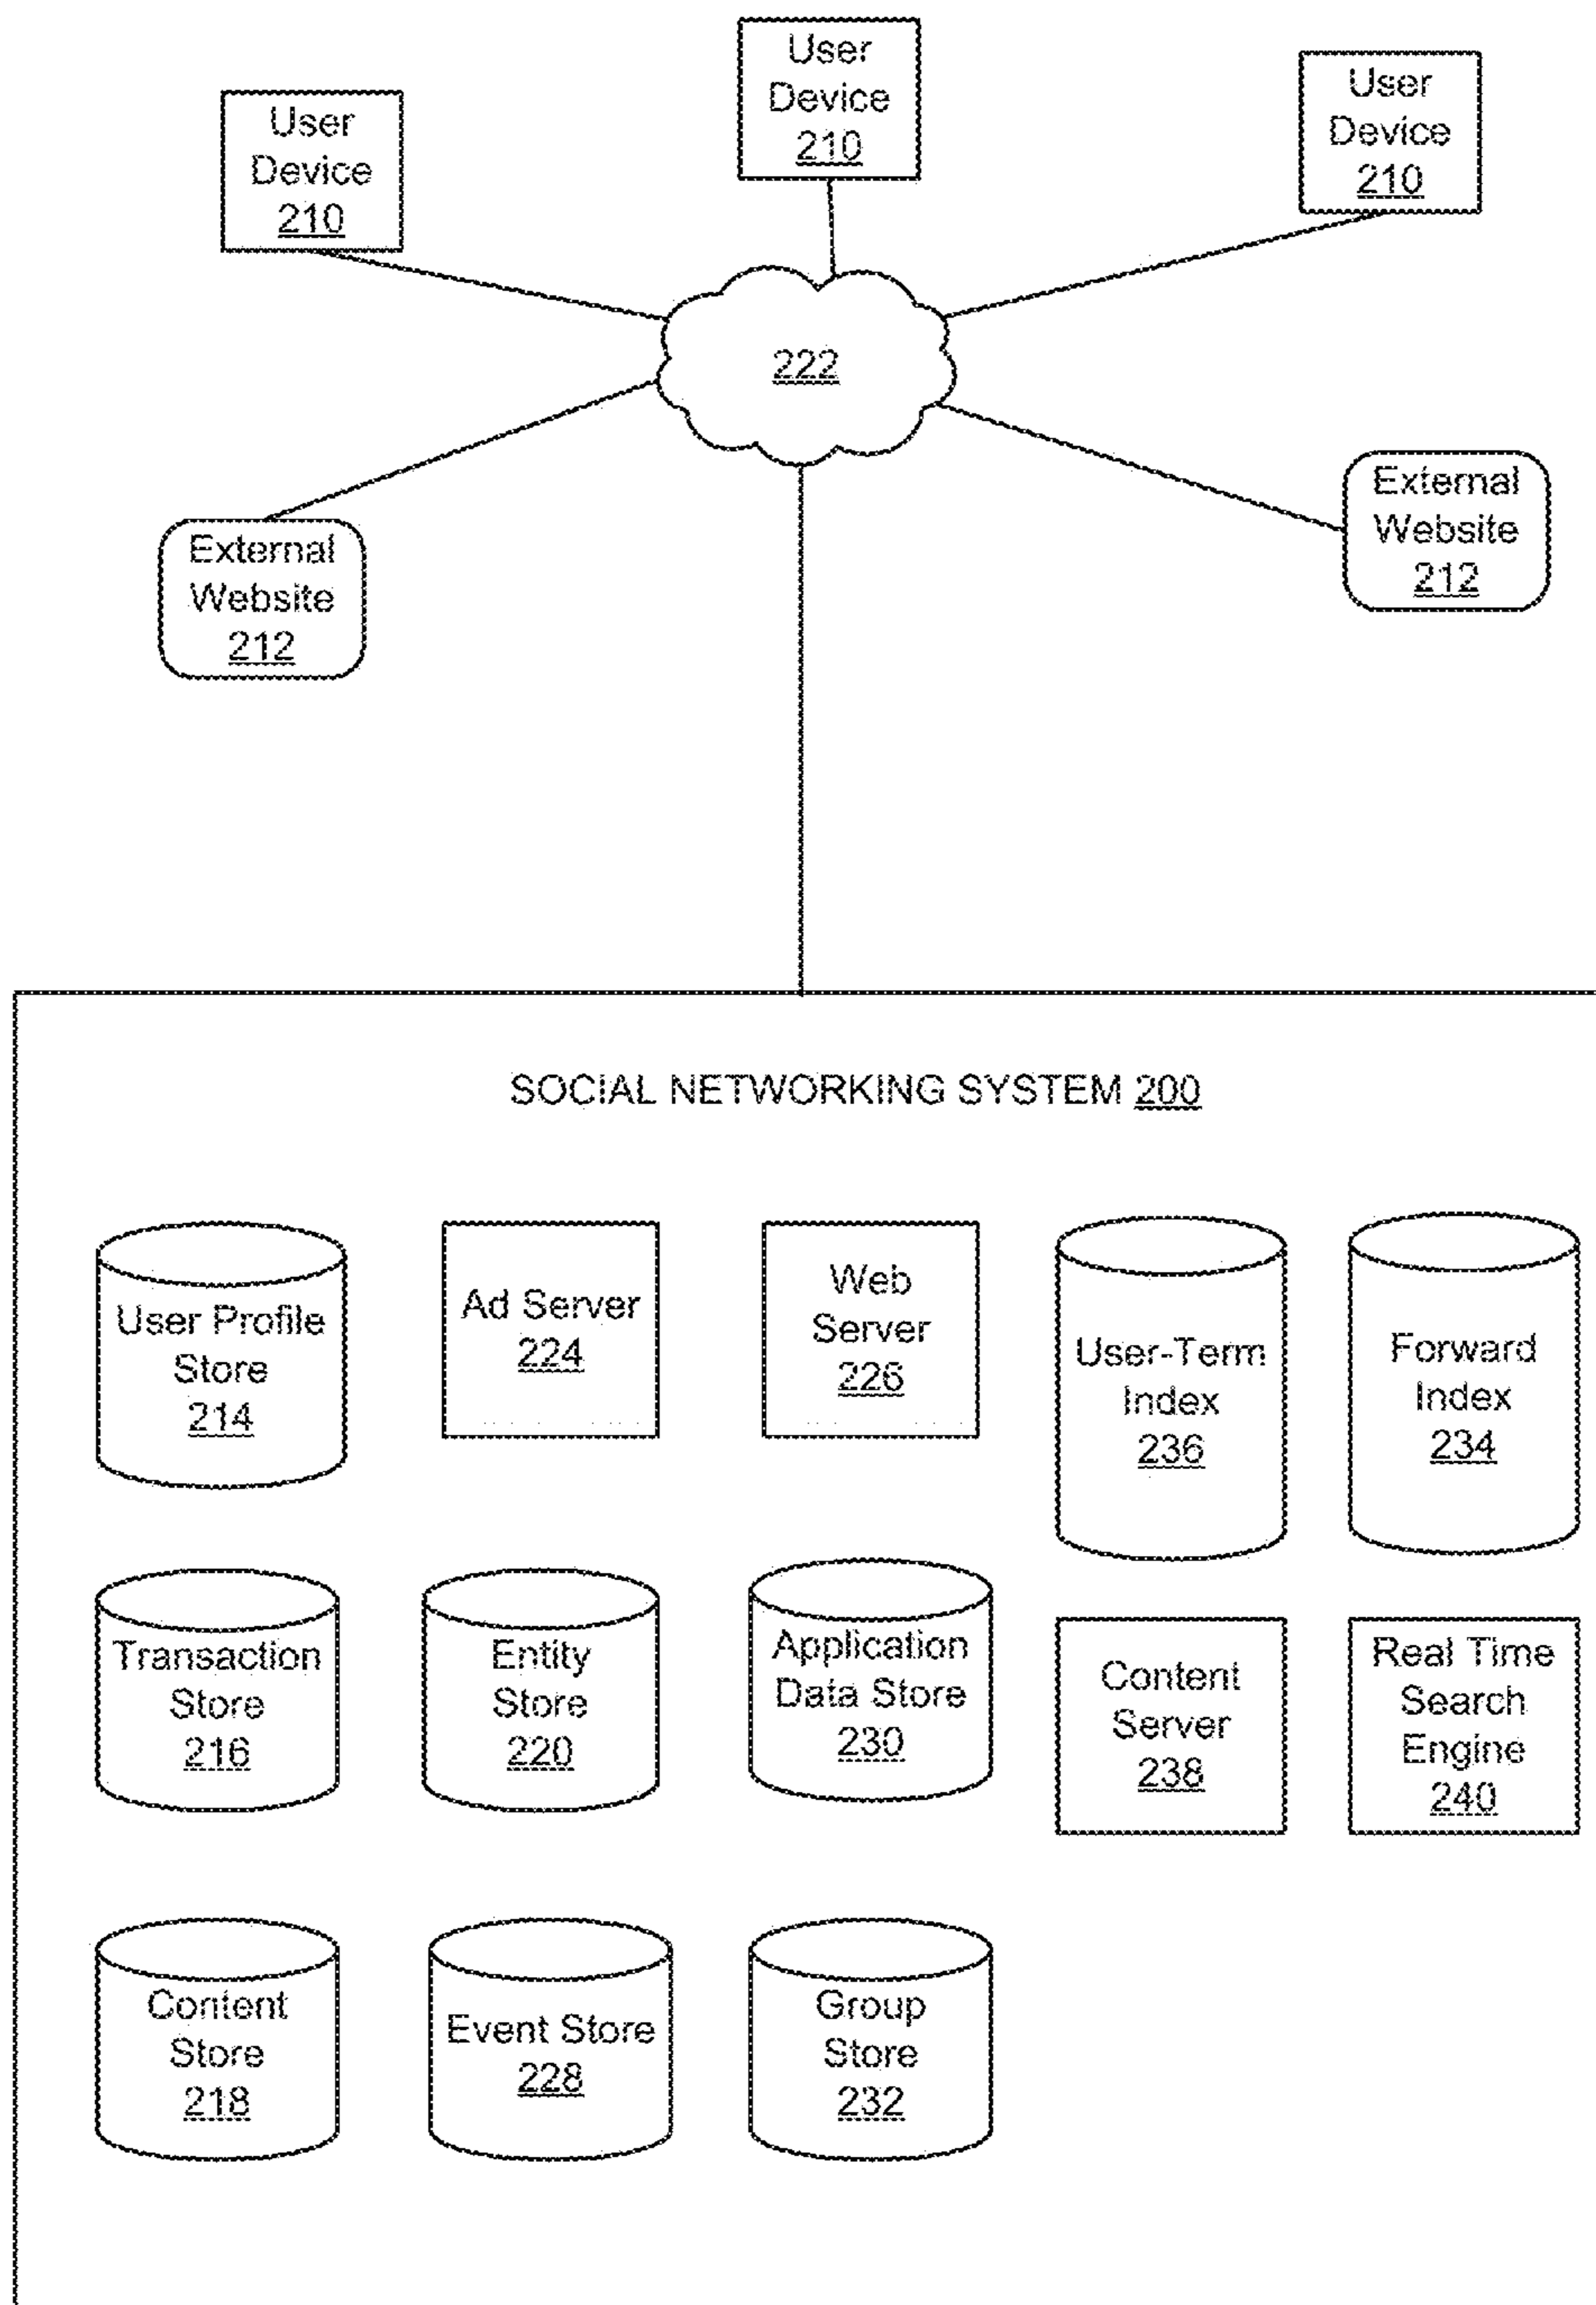 User
Device
210
User
Device
210
User
Device
210
222
External
Website
212
External
Website
212
SOCIAL NETWORKING SYSTEM 200
User Profile
Store
214
Ad Server
224
Web
Server
226
User-Term
Index
236
Forward
Index
234
Transaction
Store
216
Entity
Store
220
Application
Data Store
230
Content
Server
238
Real Time
Search
Engine
240
Content
Store
218
Event Store
228
Group
Store
232